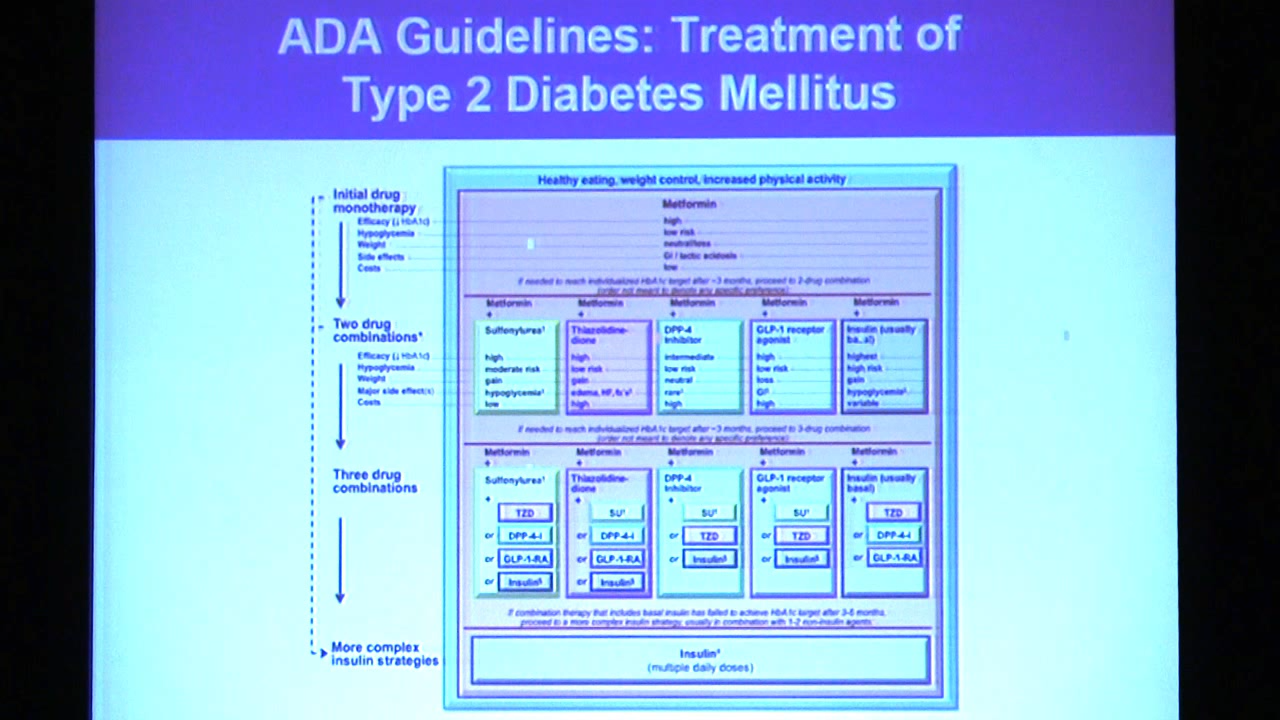 ADA Guidelines: Treatment of
Type 2 Diabetes Mellitus
Healthy eating, weight control, increased physical activity
Initial drug
monotherapy
Efficacy (↓ HbA1c)
Hypoglycemia
Weight
Side effects
Costs
Metformin
high
low risk
neutral/loss
GI / lactic acidosis
low
If needed to reach individualized HbA1c target after ~3 months, proceed to 2-drug combination
(order not meant to denote any specific preference):
Two drug
combinations*
Efficacy (↓ HbA1c)
Hypoglycemia
Weight
Major side effect(s)
Costs
Metformin
+
Sulfonylurea†
high
moderate risk
gain
hypoglycemia
low
Metformin
+
Thiazolidine-
dione
high
low risk
gain
edema, HF, fx's
high
Metformin
+
DPP-4
Inhibitor
intermediate
low risk
neutral
rare
high
Metformin
+
GLP-1 receptor
agonist
high
low risk
loss
GI
high
Metformin
+
Insulin (usually
highest
high risk
gain
hypoglycemia
variable
If needed to reach individualized HbA1c target after ~3 months, proceed to 3-drug combination
(order not meant to denote any specific preference):
Three drug
combinations
Metformin
+
Sulfonylurea†
+
TZD
or DPP-4-i
or GLP-1-RA
or Insulin§
Metformin
+
Thiazolidine-
dione
+
SU†
or DPP-4-i
or GLP-1-RA
or Insulin§
Metformin
+
DPP-4
Inhibitor
+
SU†
or TZD
or Insulin§
Metformin
+
GLP-1 receptor
agonist
+
SU†
or TZD
or Insulin§
Metformin
+
Insulin (usually
basal)
+
TZD
or DPP-4-i
or GLP-1-RA
If combination therapy that includes basal insulin has failed to achieve HbA1c target after 3-6 months,
proceed to a more complex insulin strategy, usually in combination with 1-2 non-insulin agents:
More complex
insulin strategies
Insulin
(multiple daily doses)